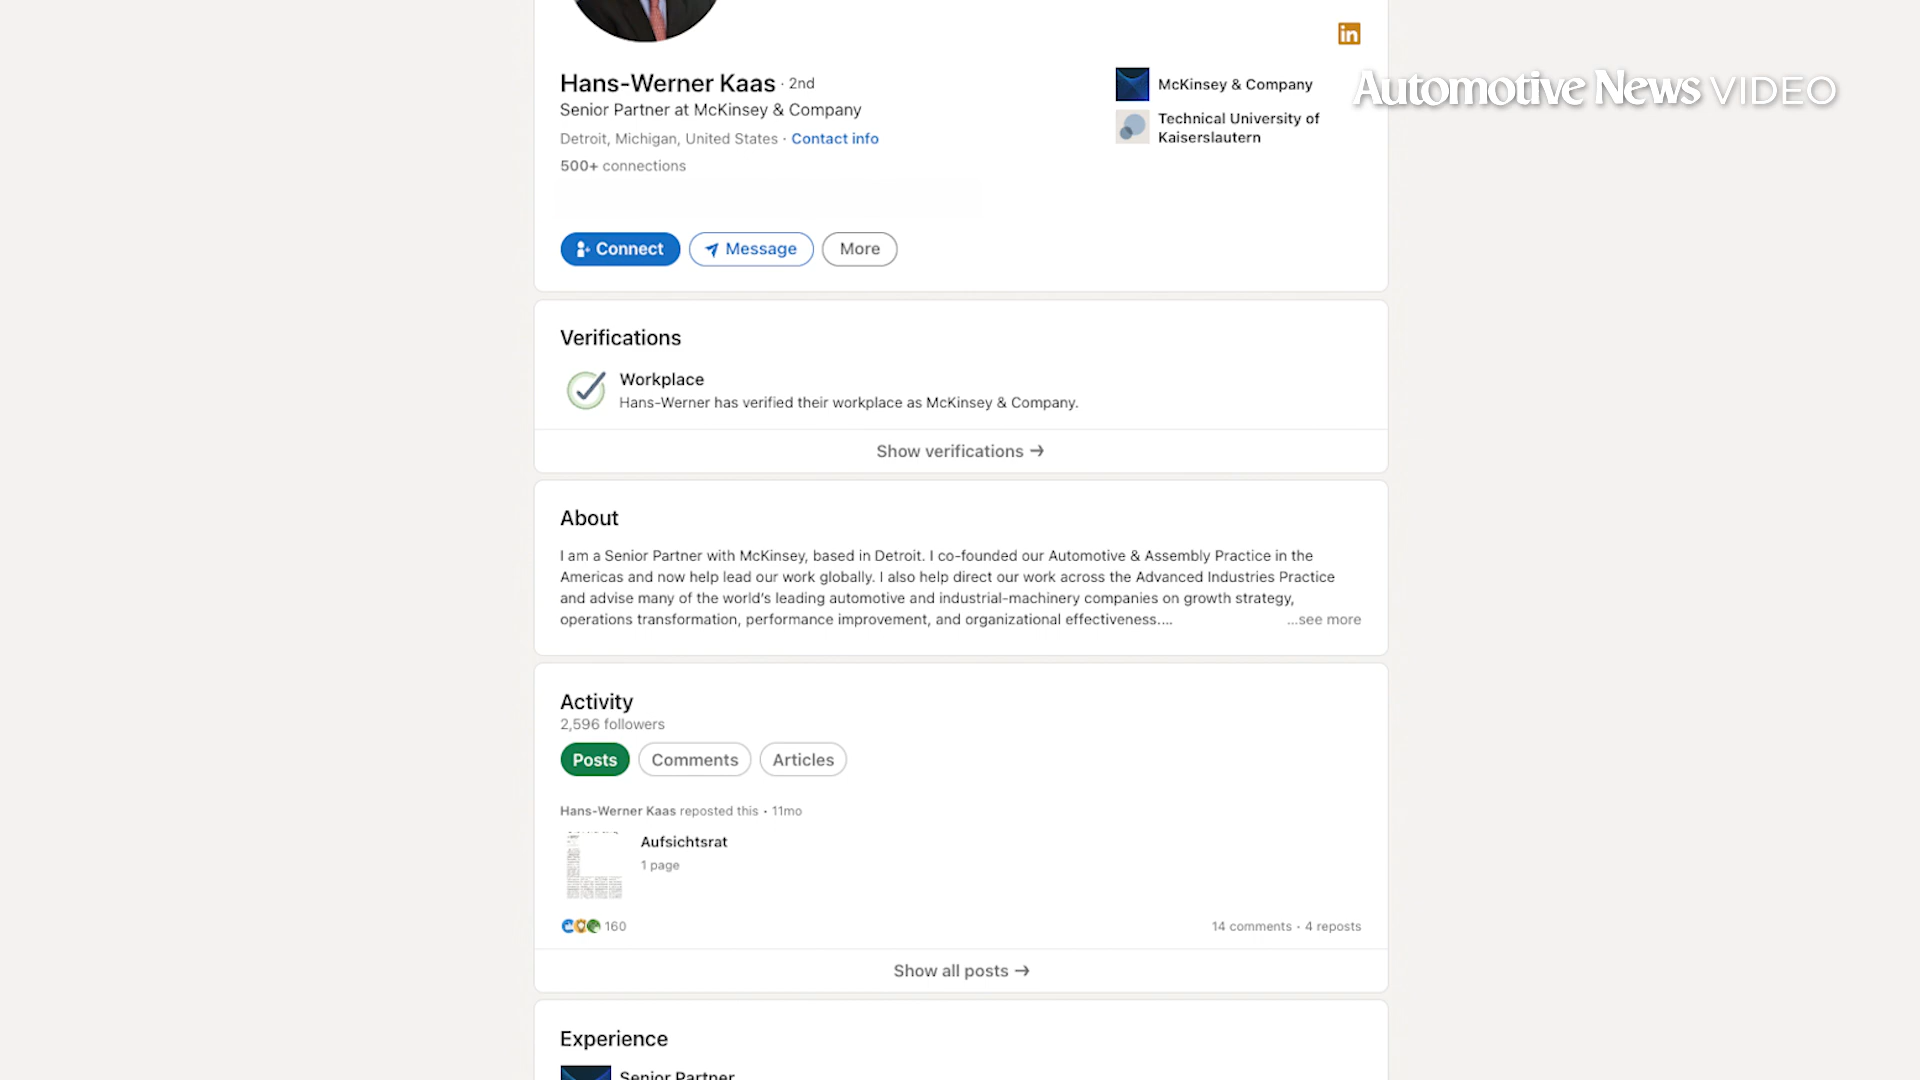 in
Automotive News VIDEO
Hans-Werner Kaas · 2nd
Senior Partner at McKinsey & Company
Detroit, Michigan, United States · Contact info
500+ connections
McKinsey & Company
Technical University of
Kaiserslautern
Connect
Message
More
Verifications
Workplace
Hans-Werner has verified their workplace as McKinsey & Company.
Show verifications →
About
I am a Senior Partner with McKinsey, based in Detroit. I co-founded our Automotive & Assembly Practice in the
Americas and now help lead our work globally. I also help direct our work across the Advanced Industries Practice
and advise many of the world’s leading automotive and industrial-machinery companies on growth strategy,
operations transformation, performance improvement, and organizational effectiveness....
...see more
Activity
2,596 followers
Posts
Comments
Articles
Hans-Werner Kaas reposted this • 11mo
Aufsichtsrat
1 page
160
14 comments · 4 reposts
Show all posts →
Experience
Senior Partner